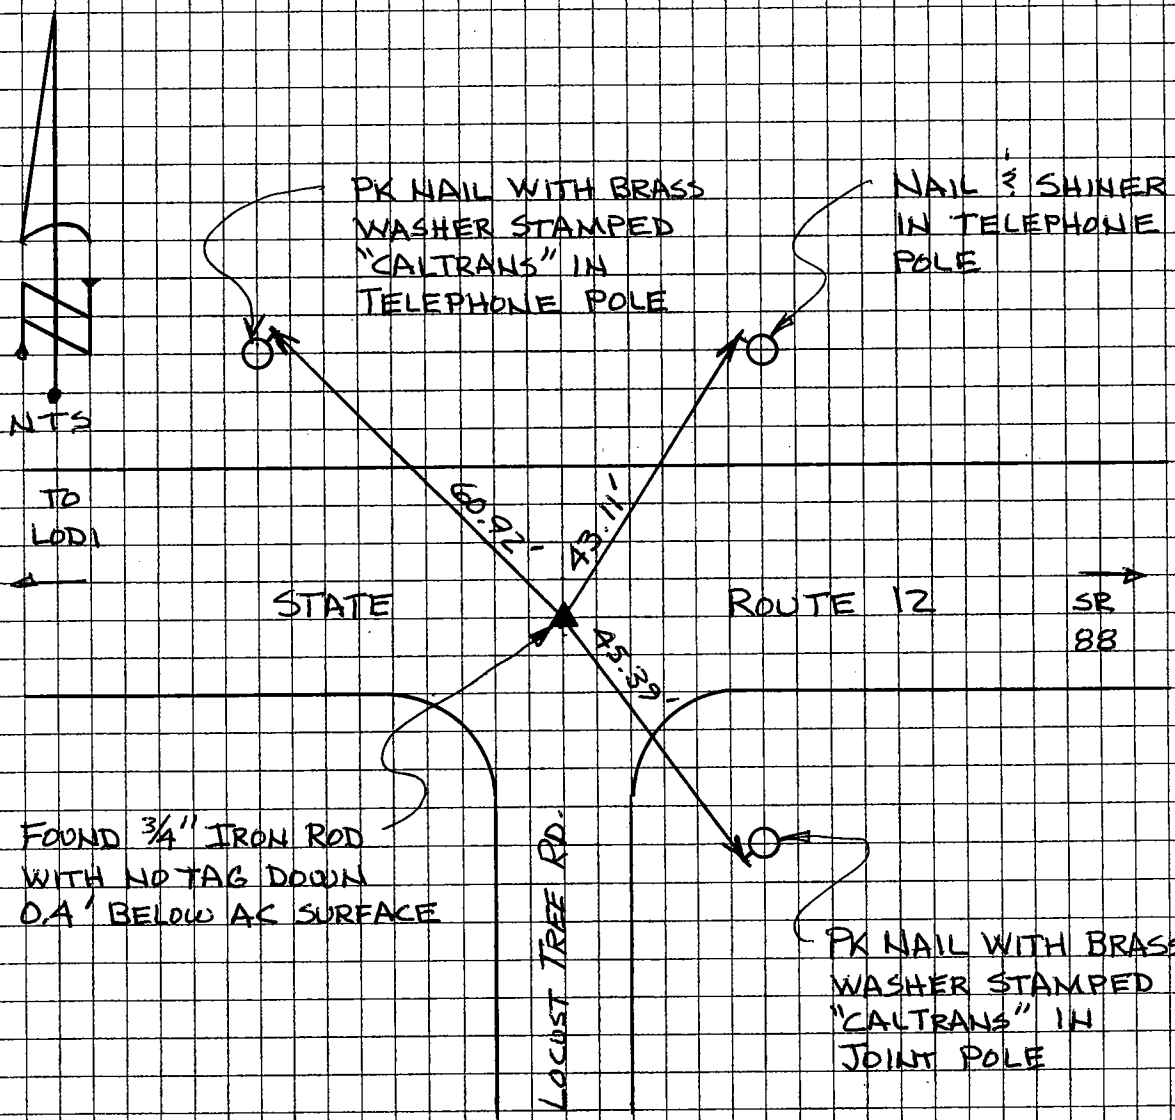 PK NAIL WITH BRASS
WASHER STAMPED
"CALTRANS" IN
TELEPHONE POLE
NAIL & SHINER
IN TELEPHONE
POLE
NTS
TO
LODI
60.92'
43.11'
STATE
ROUTE 12
SR
88
45.39'
FOUND 3/4" IRON ROD
WITH NO TAG DOWN
0.4' BELOW AC SURFACE
LOCUST TREE RD.
PK NAIL WITH BRASS
WASHER STAMPED
"CALTRANS" IN
JOINT POLE